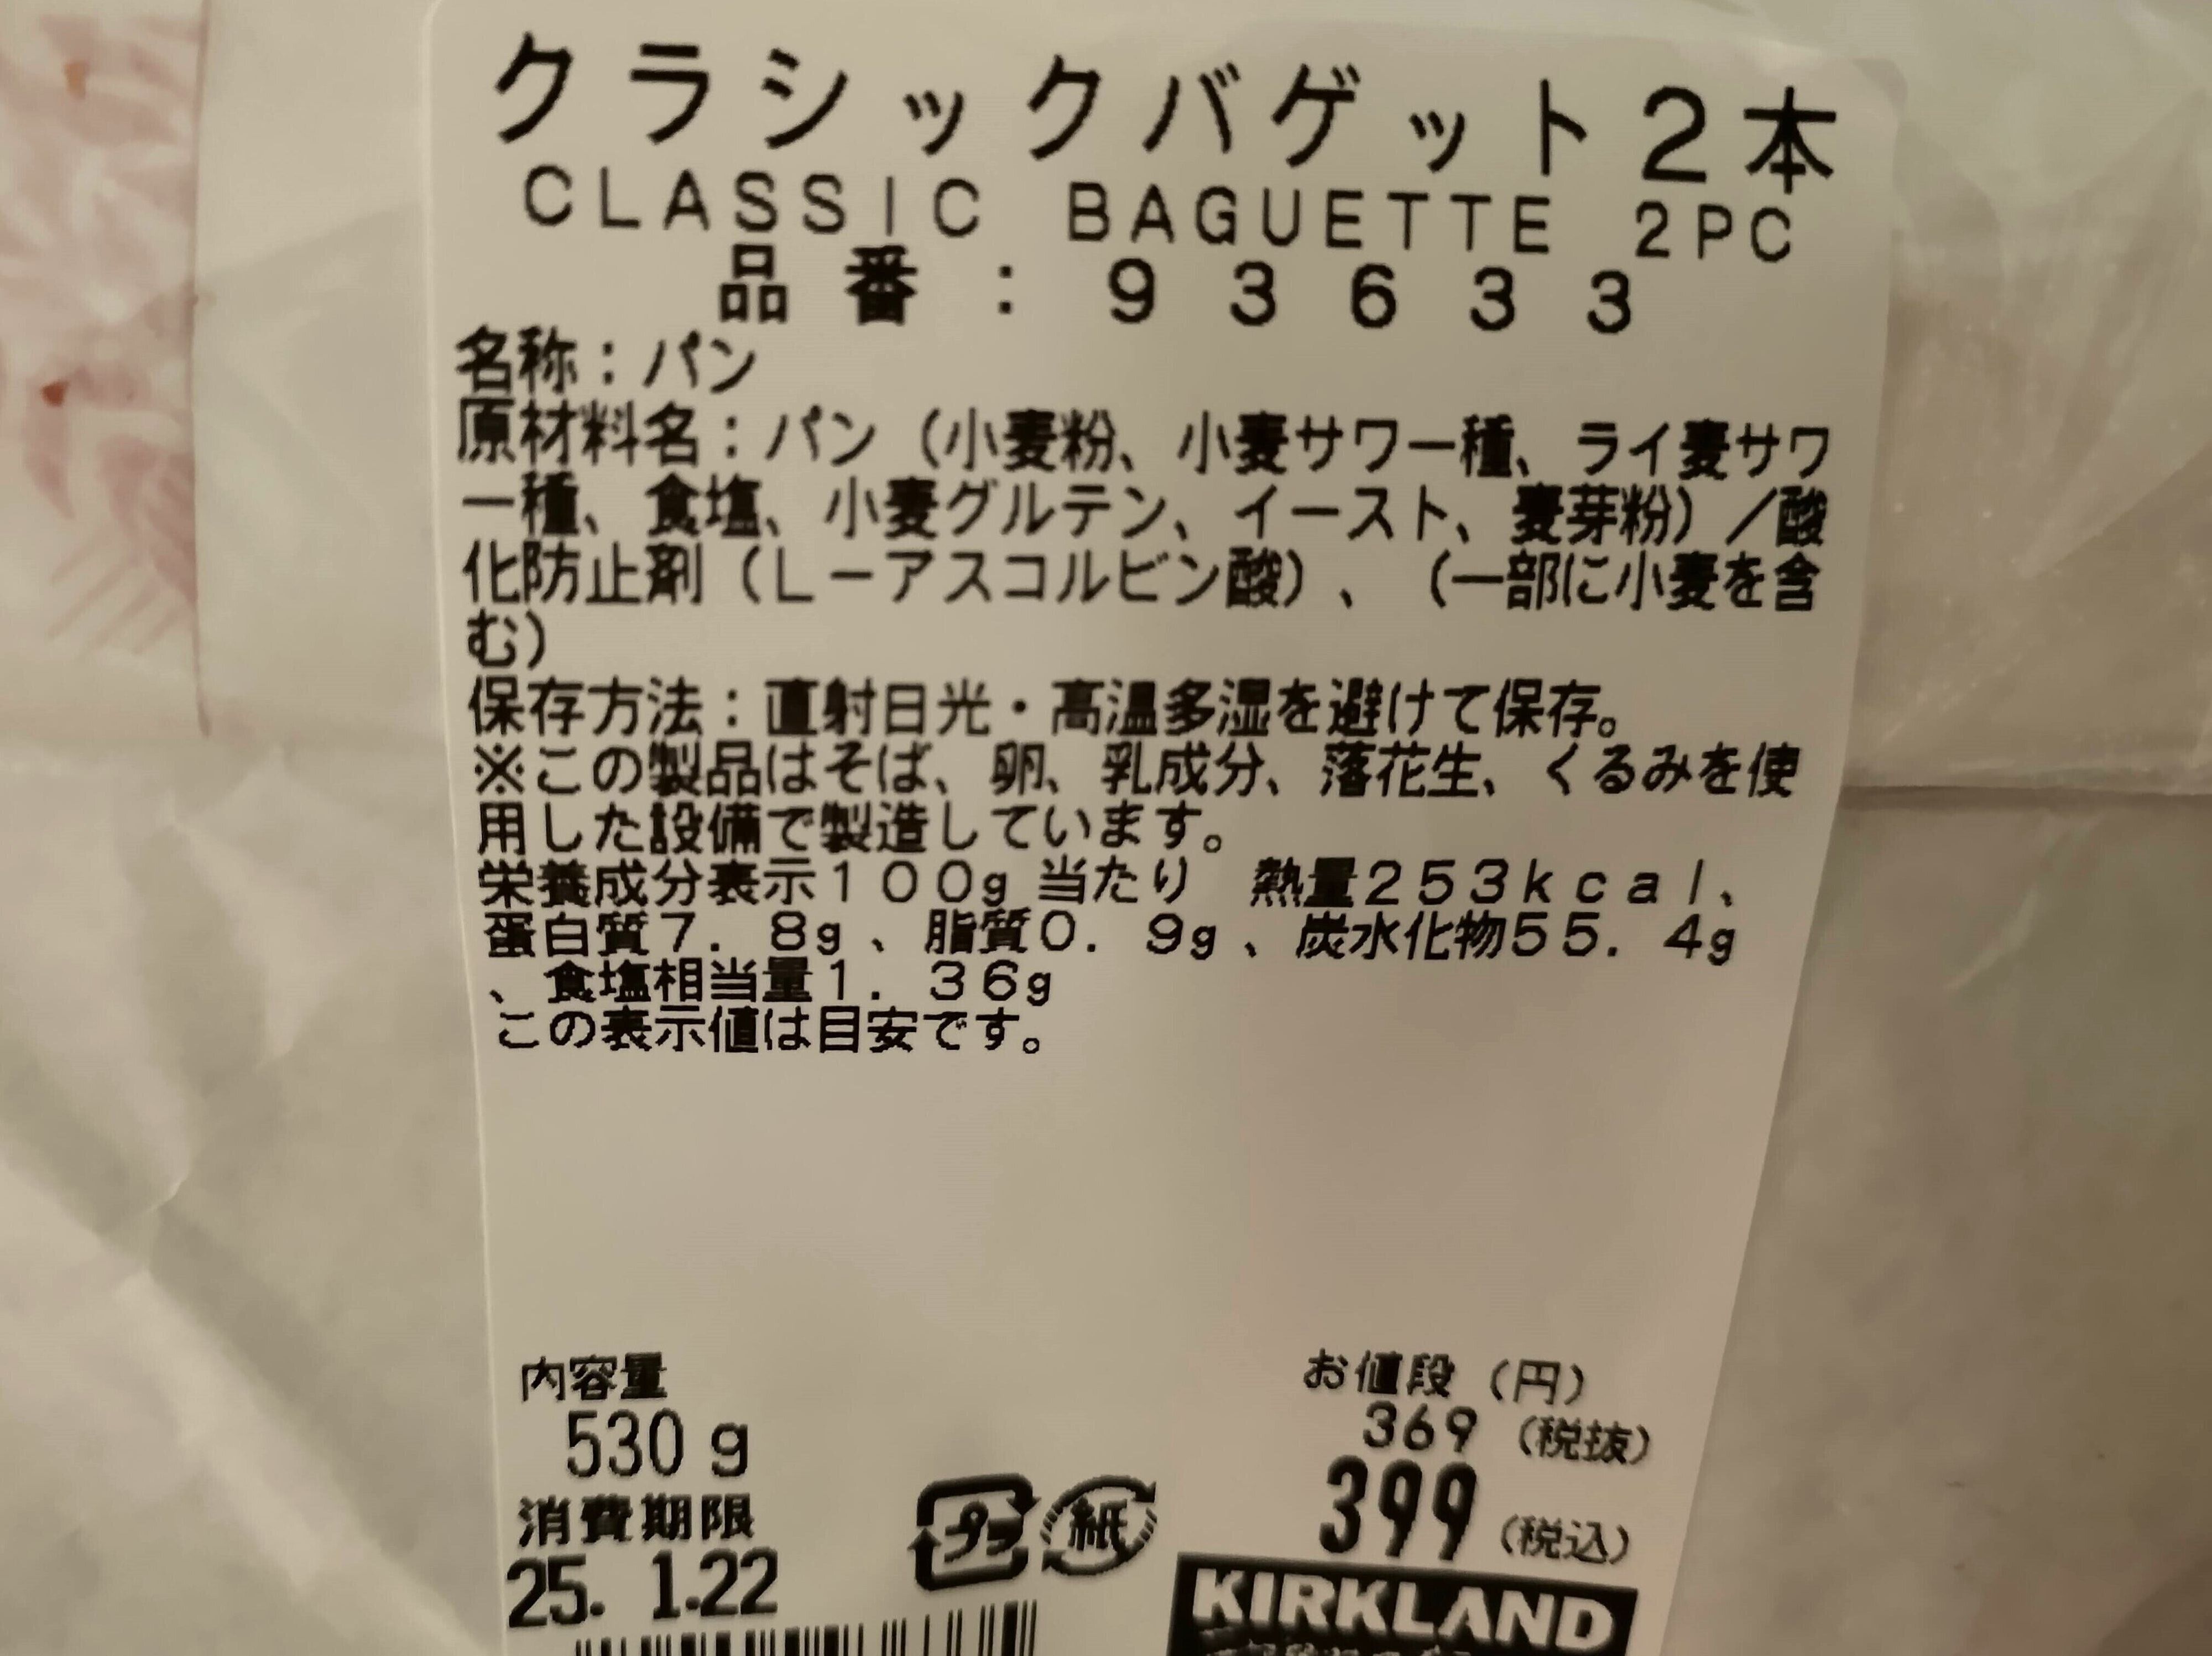 クラシックバゲット2本
CLASSIC BAGUETTE 2PC
品番：93633
名称：パン
原材料名：パン（小麦粉、小麦サワー種、ライ麦サワ
ー種、食塩、小麦グルテン、イースト、麦芽粉）／酸
化防止剤（L－アスコルビン酸）、（一部に小麦を含
む）
保存方法：直射日光・高温多湿を避けて保存。
※この製品はそば、卵、乳成分、落花生、くるみを使
用した設備で製造しています。
栄養成分表示100g当たり　熱量253kcal、
蛋白質7．8g、脂質0．9g、炭水化物55．4g
、食塩相当量1．36g
この表示値は目安です。
内容量
530g
消費期限
25. 1.22
プラ
紙
お値段（円）
369（税抜）
399（税込）
KIRKLAND